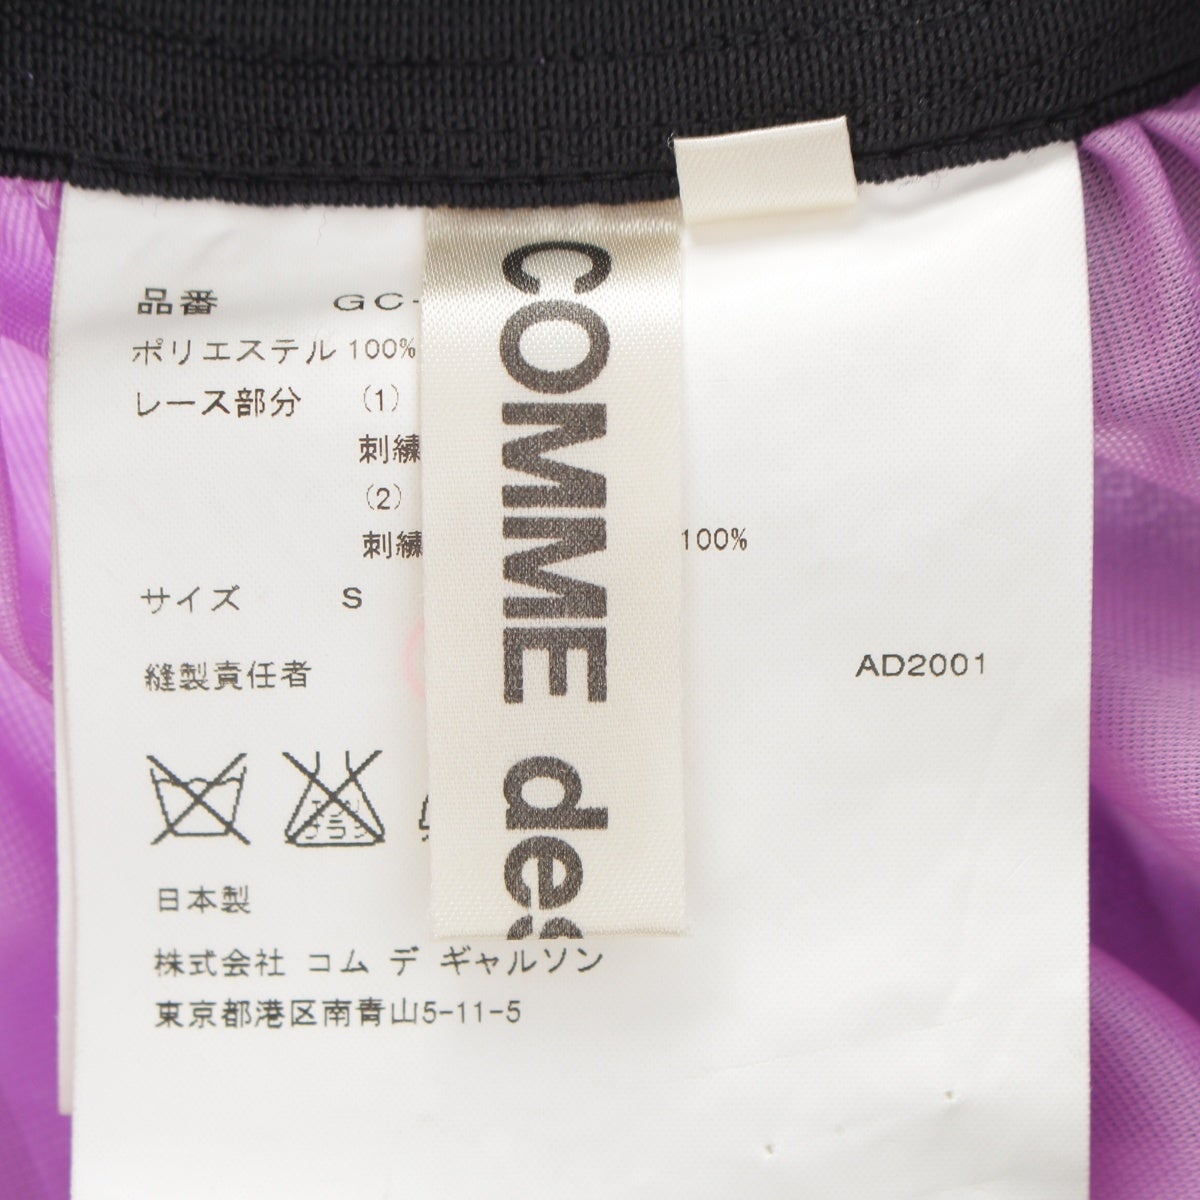 品番 GC-
ポリエステル 100%
レース部分 (1)
刺繍
(2)
刺繍 100%
サイズ S
縫製責任者
AD2001
日本製
株式会社 コム デ ギャルソン
東京都港区南青山5-11-5
COMME des